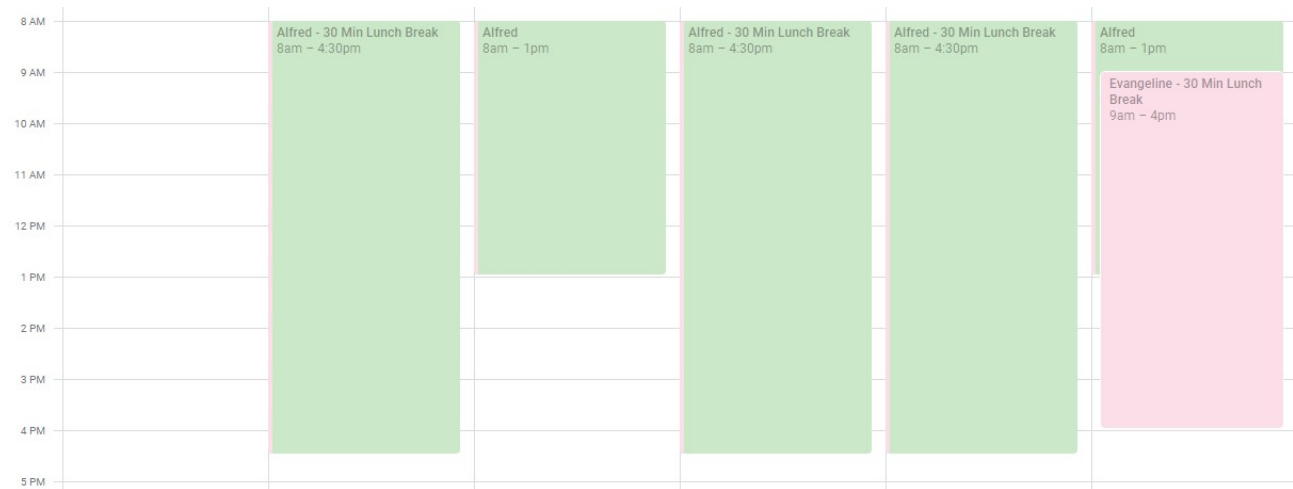 8 AM
9 AM
10 AM
11 AM
12 PM
1 PM
2 PM
3 PM
4 PM
5 PM
Alfred - 30 Min Lunch Break
8am – 4:30pm
Alfred
8am – 1pm
Alfred - 30 Min Lunch Break
8am – 4:30pm
Alfred - 30 Min Lunch Break
8am – 4:30pm
Alfred
8am – 1pm
Evangeline - 30 Min Lunch
Break
9am – 4pm